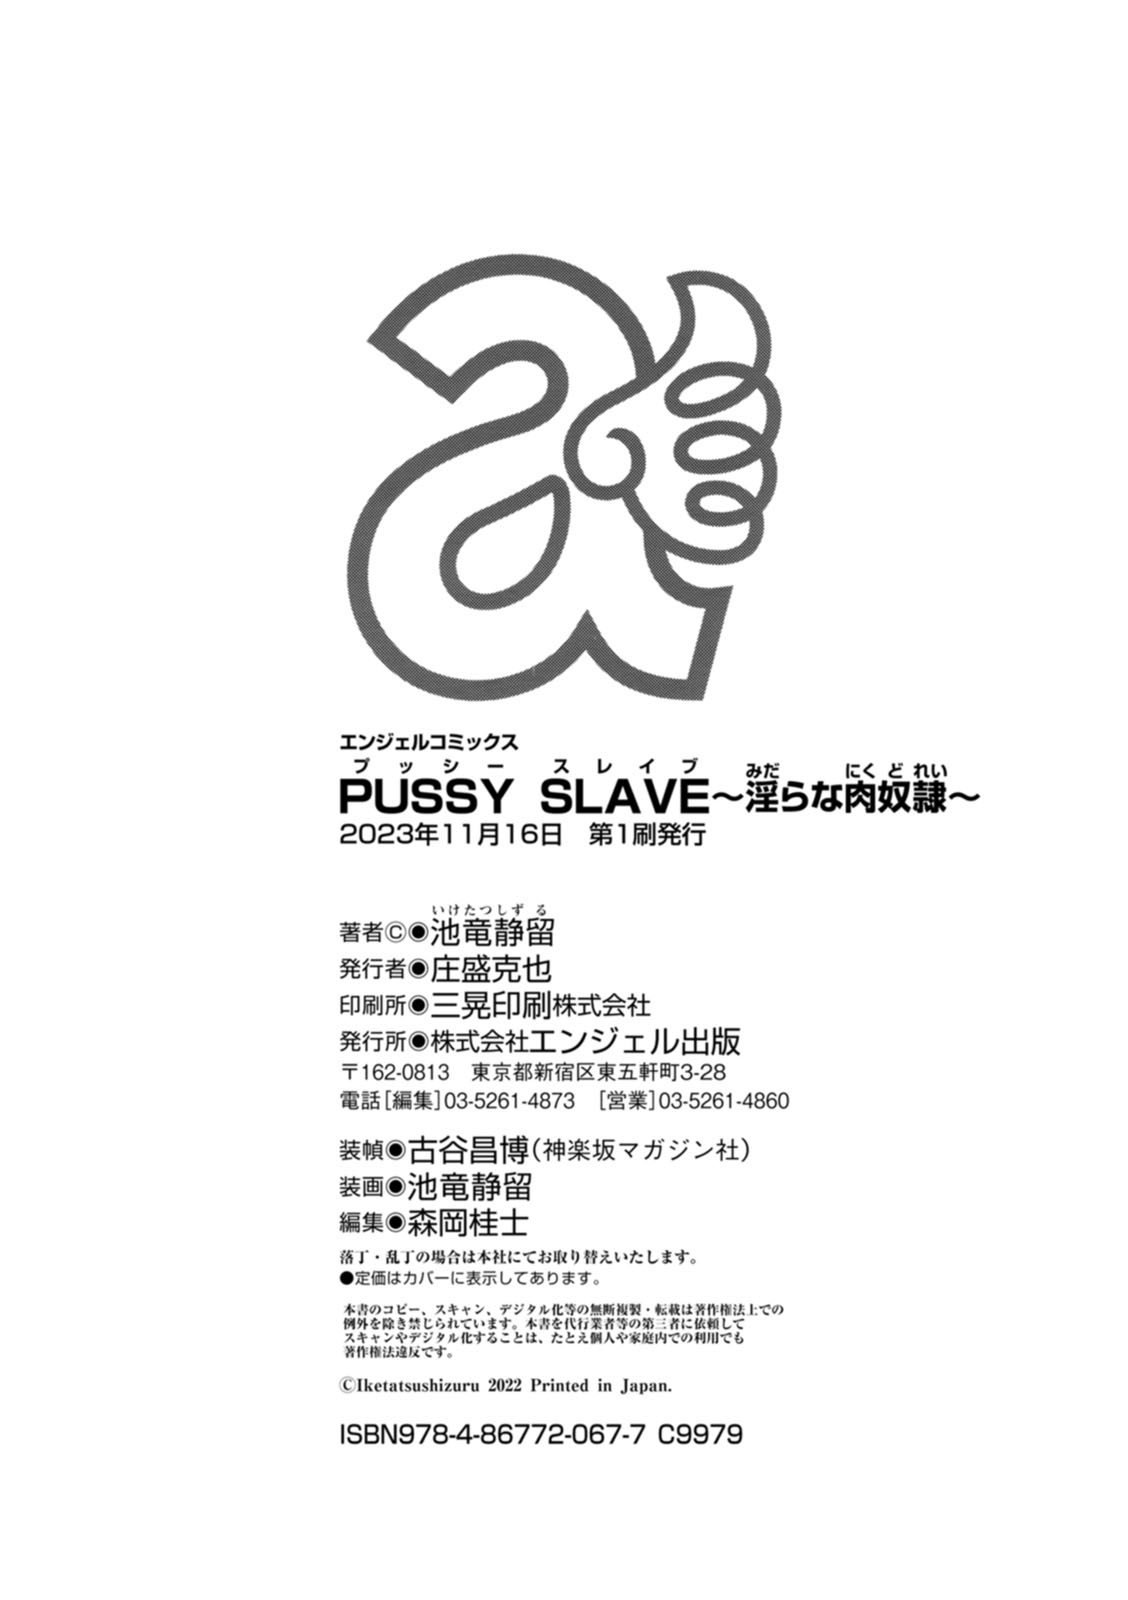 エンジェルコミックス
プッシー スレイブ みだ にくどれい
PUSSY SLAVE〜淫らな肉奴隷〜
2023年11月16日 第1刷発行
いけたつしずる
著者©◉池竜静留
発行者◉庄盛克也
印刷所◉三晃印刷株式会社
発行所◉株式会社エンジェル出版
〒162-0813 東京都新宿区東五軒町3-28
電話[編集]03-5261-4873 [営業]03-5261-4860
装幀◉古谷昌博(神楽坂マガジン社)
装画◉池竜静留
編集◉森岡桂士
落丁・乱丁の場合は本社にてお取り替えいたします。
●定価はカバーに表示してあります。
本書のコピー、スキャン、デジタル化等の無断複製・転載は著作権法上での
例外を除き禁じられています。本書を代行業者等の第三者に依頼して
スキャンやデジタル化することは、たとえ個人や家庭内での利用でも
著作権法違反です。
©Iketatsushizuru 2022 Printed in Japan.
ISBN978-4-86772-067-7 C9979